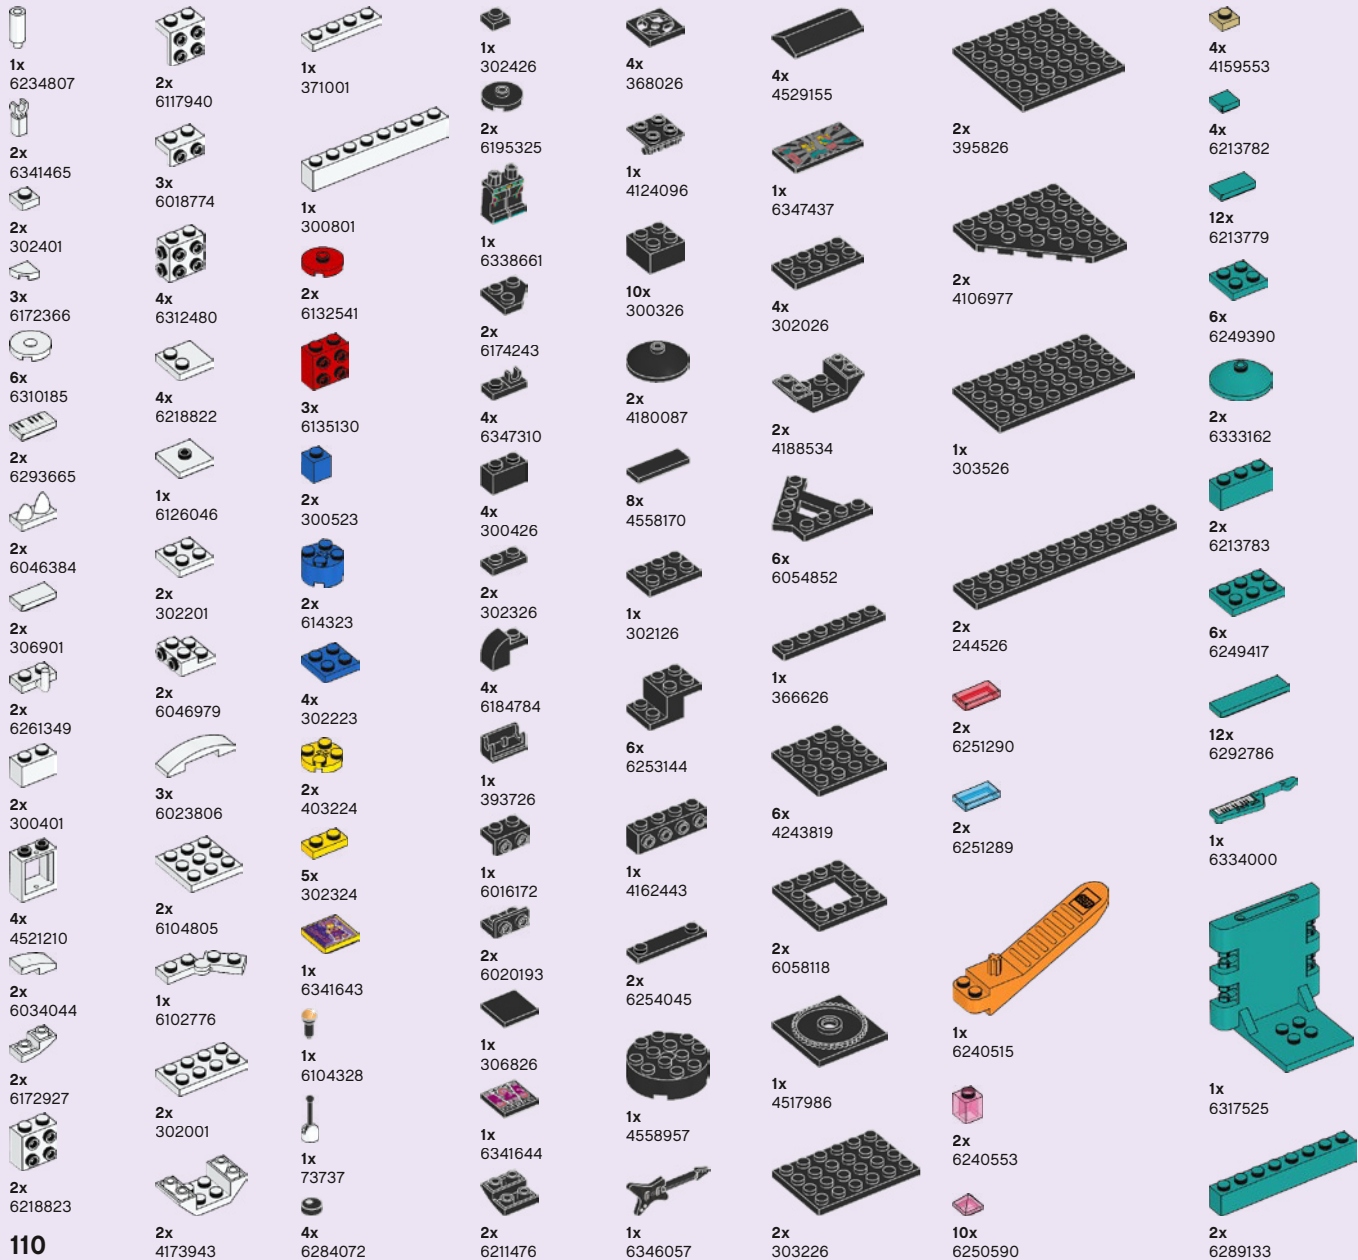 1x
6234807
2x
6341465
2x
302401
3x
6172366
6x
6310185
2x
6293665
2x
6046384
2x
306901
2x
6261349
2x
300401
4x
4521210
2x
6034044
2x
6172927
2x
6218823
110
2x
6117940
3x
6018774
4x
6312480
4x
6218822
1x
6126046
2x
302201
2x
6046979
3x
6023806
2x
6104805
1x
6102776
2x
302001
2x
4173943
1x
371001
1x
300801
2x
6132541
3x
6135130
2x
300523
2x
614323
4x
302223
2x
403224
5x
302324
1x
6341643
1x
6104328
1x
73737
4x
6284072
1x
302426
2x
6195325
1x
6338661
2x
6174243
4x
6347310
4x
300426
2x
302326
4x
6184784
1x
393726
1x
6016172
2x
6020193
1x
306826
1x
6341644
2x
6211476
4x
368026
1x
4124096
10x
300326
2x
4180087
8x
4558170
1x
302126
6x
6253144
1x
4162443
2x
6254045
1x
4558957
1x
6346057
4x
4529155
1x
6347437
4x
302026
2x
4188534
6x
6054852
1x
366626
6x
4243819
2x
6058118
1x
4517986
2x
303226
2x
395826
2x
4106977
1x
303526
2x
244526
2x
6251290
2x
6251289
1x
6240515
2x
6240553
10x
6250590
4x
4159553
4x
6213782
12x
6213779
6x
6249390
2x
6333162
2x
6213783
6x
6249417
12x
6292786
1x
6334000
1x
6317525
2x
6289133